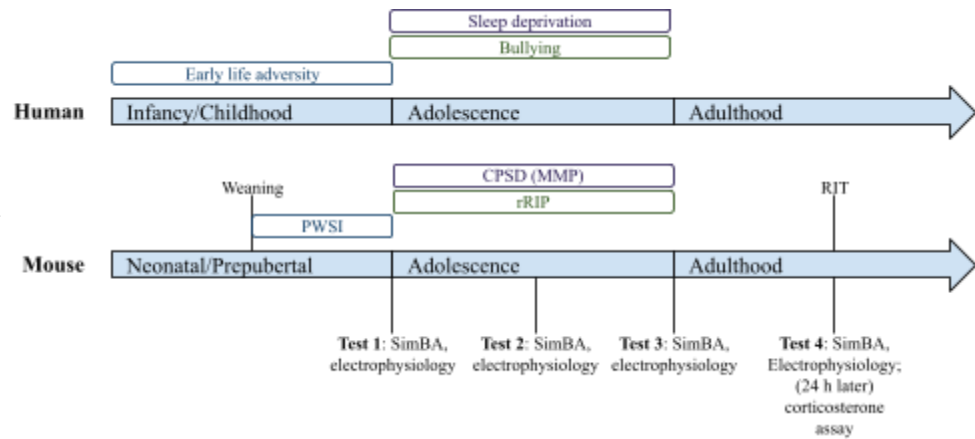 Sleep deprivation
Bullying
Early life adversity
Human
Infancy/Childhood
Adolescence
Adulthood
CPSD (MMP)
Weaning
rRIP
RIT
PWSI
Mouse
Neonatal/Prepubertal
Adolescence
Adulthood
Test 1: SimBA,
electrophysiology
Test 2: SimBA,
electrophysiology
Test 3: SimBA,
electrophysiology
Test 4: SimBA,
Electrophysiology;
(24 h later)
corticosterone
assay